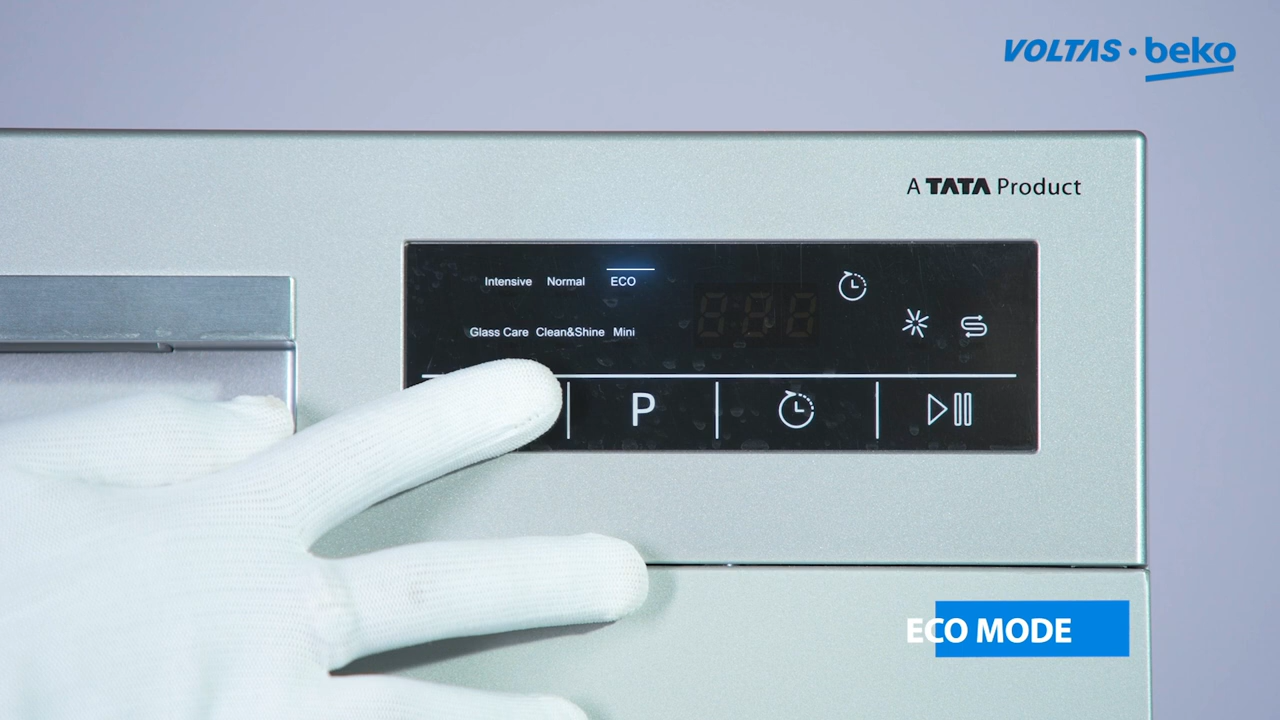 VOLTAS • beko
A TATA Product
Intensive Normal ECO
Glass Care Clean&Shine Mini
P
ECO MODE